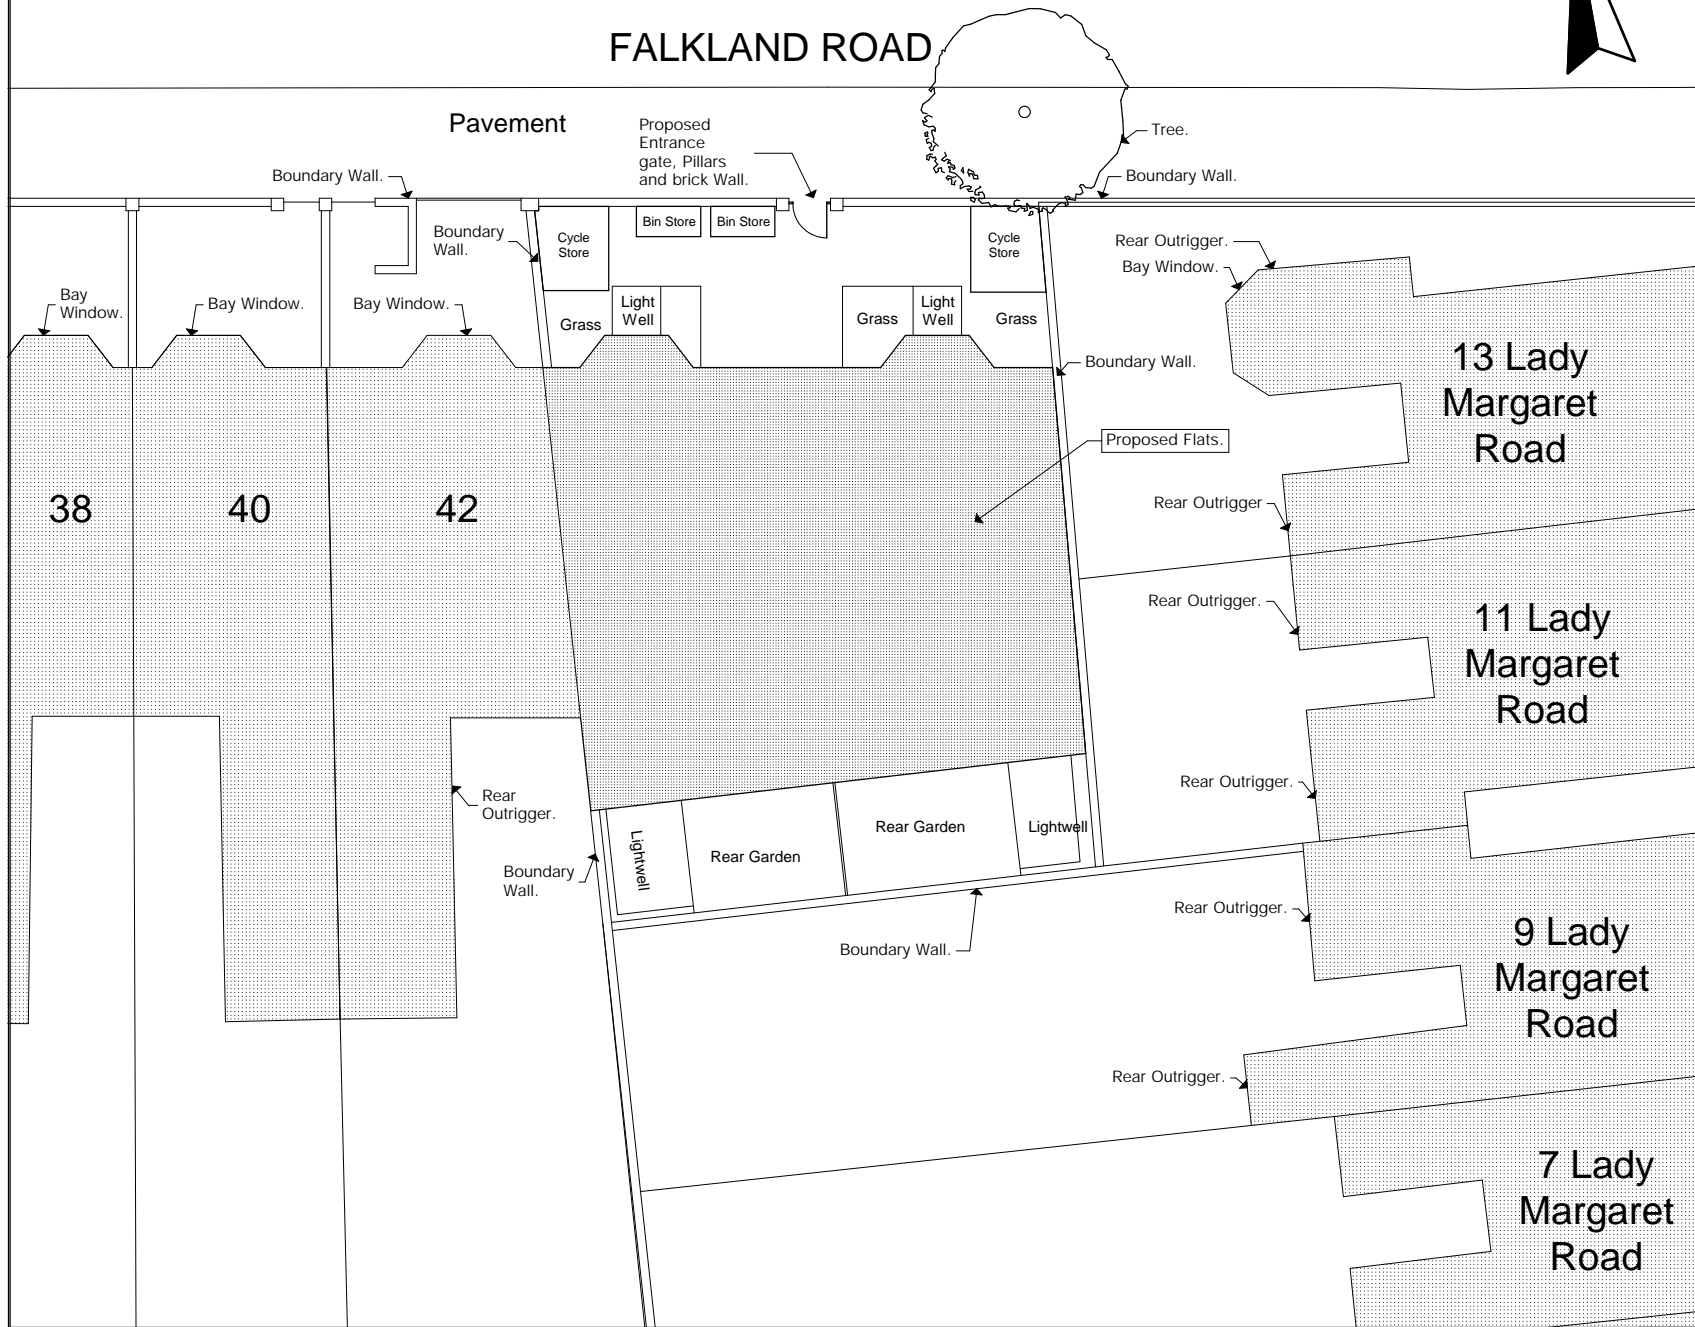 FALKLAND ROAD
Pavement
Proposed
Entrance
gate, Pillars
and brick Wall.
Tree.
Boundary Wall.
Boundary Wall.
Boundary
Wall.
Cycle
Store
Bin Store
Bin Store
Cycle
Store
Rear Outrigger.
Bay Window.
Bay
Window.
Bay Window.
Bay Window.
Grass
Light
Well
Grass
Light
Well
Grass
Boundary Wall.
13 Lady
Margaret
Road
Proposed Flats.
38
40
42
Rear Outrigger
Rear Outrigger.
11 Lady
Margaret
Road
Rear Outrigger.
Rear
Outrigger.
Boundary
Wall.
Lightwell
Rear Garden
Rear Garden
Lightwell
Rear Outrigger.
Boundary Wall.
9 Lady
Margaret
Road
Rear Outrigger.
7 Lady
Margaret
Road